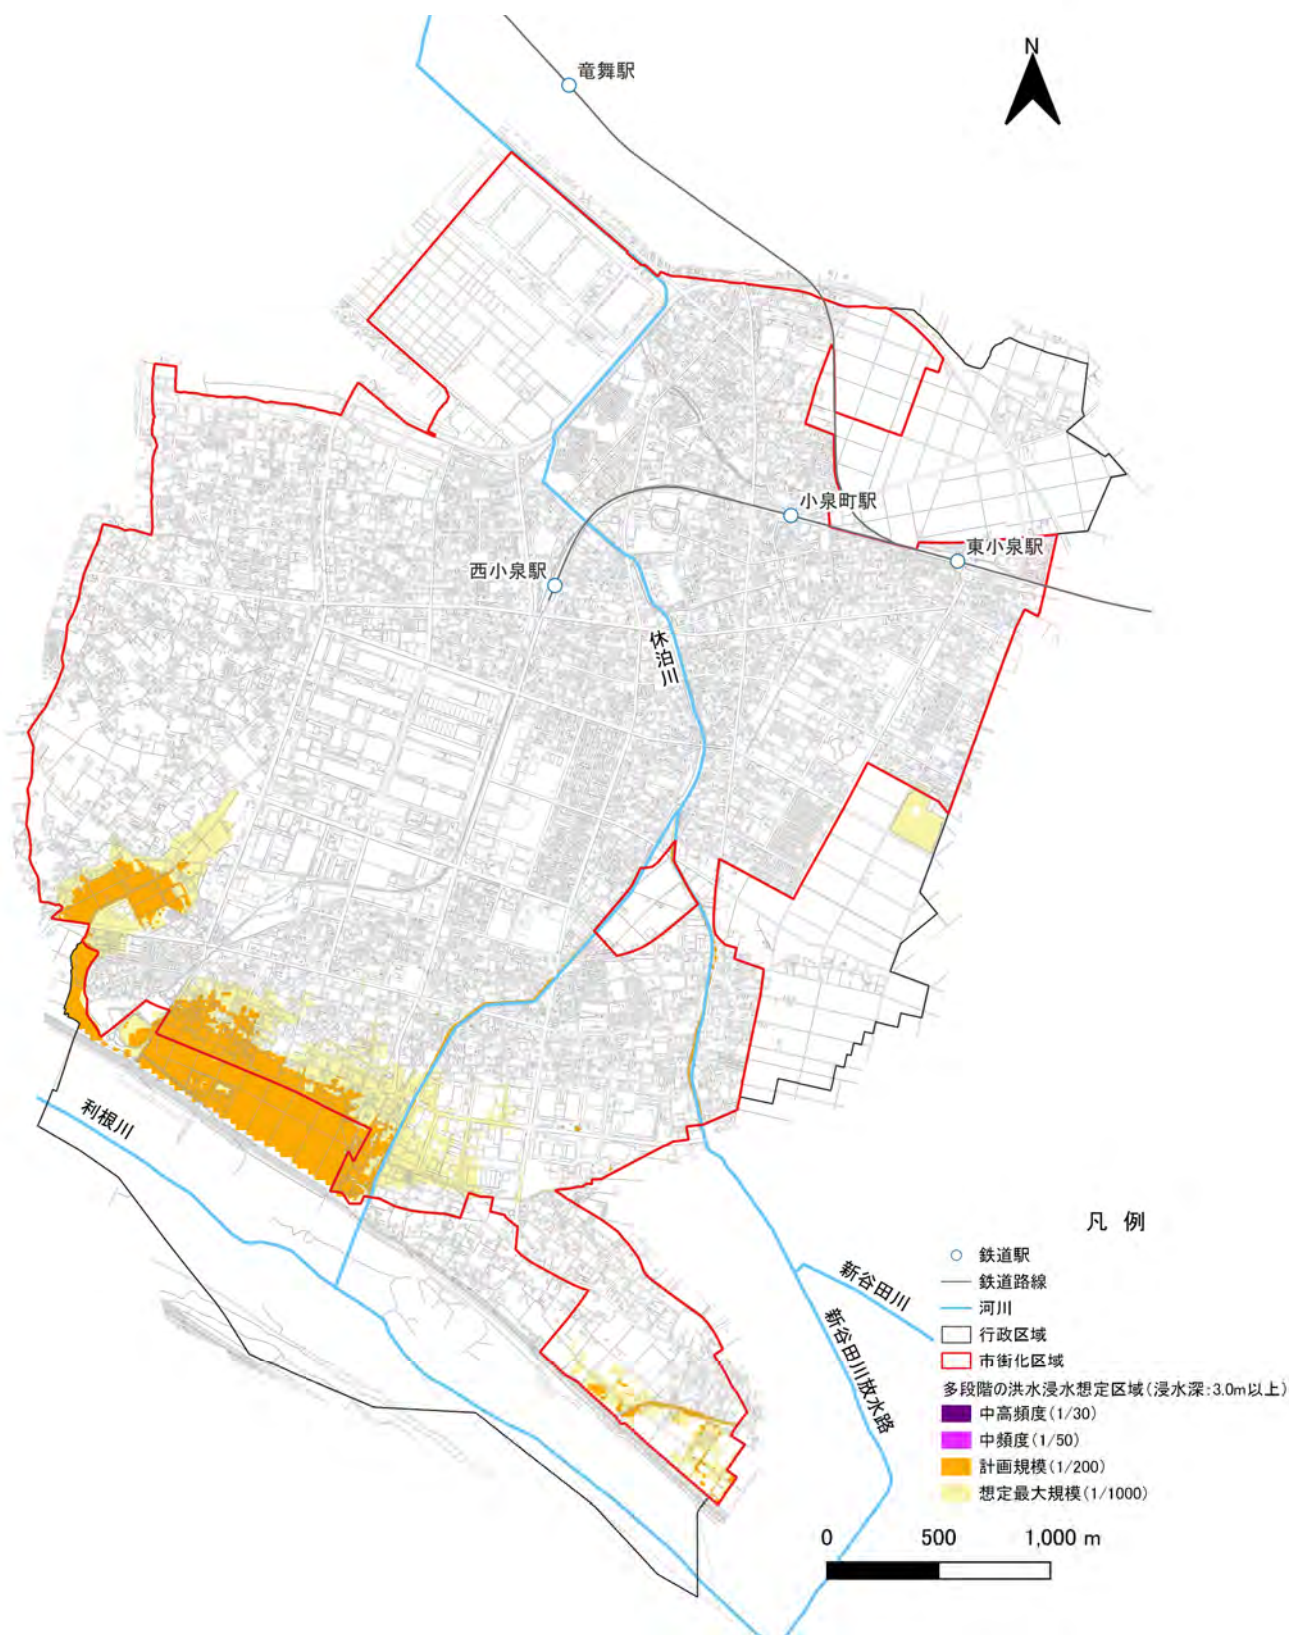 N
竜舞駅
小泉町駅
東小泉駅
西小泉駅
休泊川
利根川
新谷田川
新谷田川放水路
凡 例
鉄道駅
鉄道路線
河川
行政区域
市街化区域
多段階の洪水浸水想定区域(浸水深:3.0m以上)
中高頻度(1/30)
中頻度(1/50)
計画規模(1/200)
想定最大規模(1/1000)
0 500 1,000 m